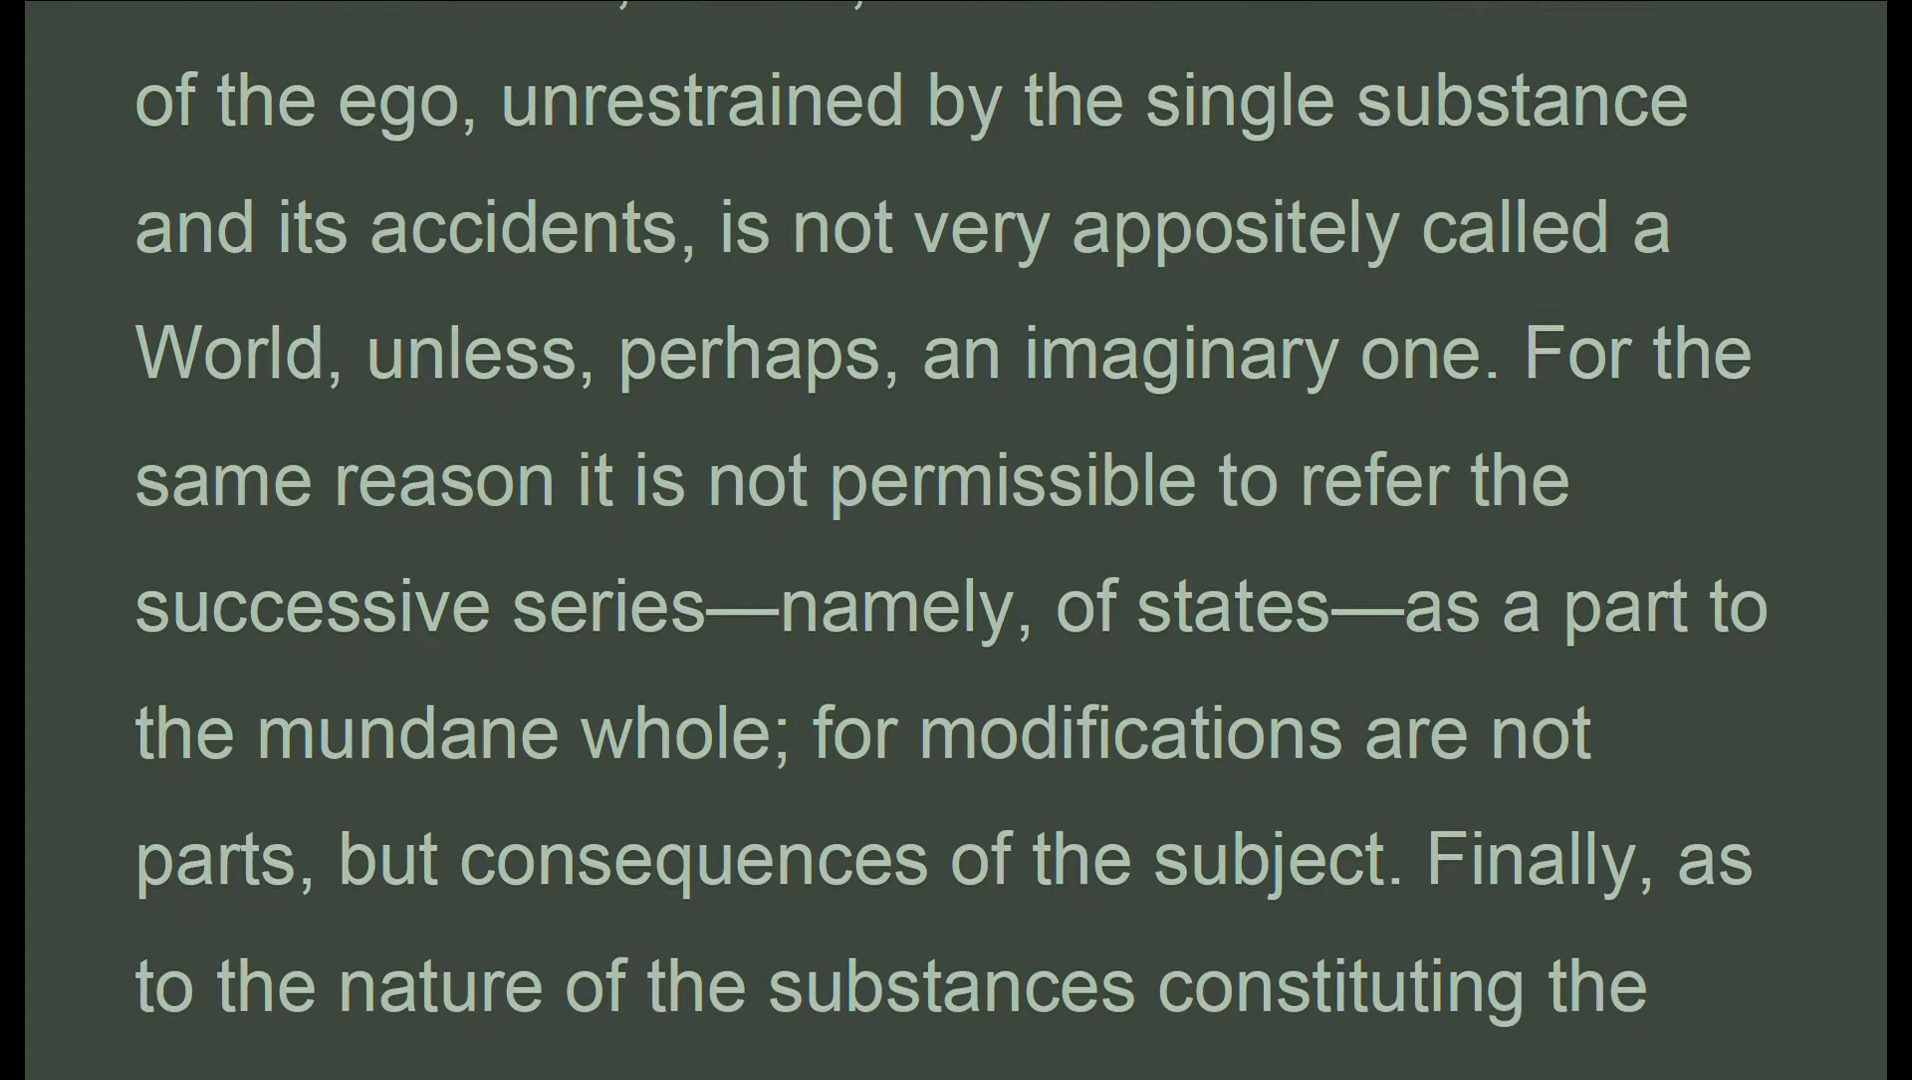 of the ego, unrestrained by the single substance
and its accidents, is not very appositely called a
World, unless, perhaps, an imaginary one. For the
same reason it is not permissible to refer the
successive series—namely, of states—as a part to
the mundane whole; for modifications are not
parts, but consequences of the subject. Finally, as
to the nature of the substances constituting the